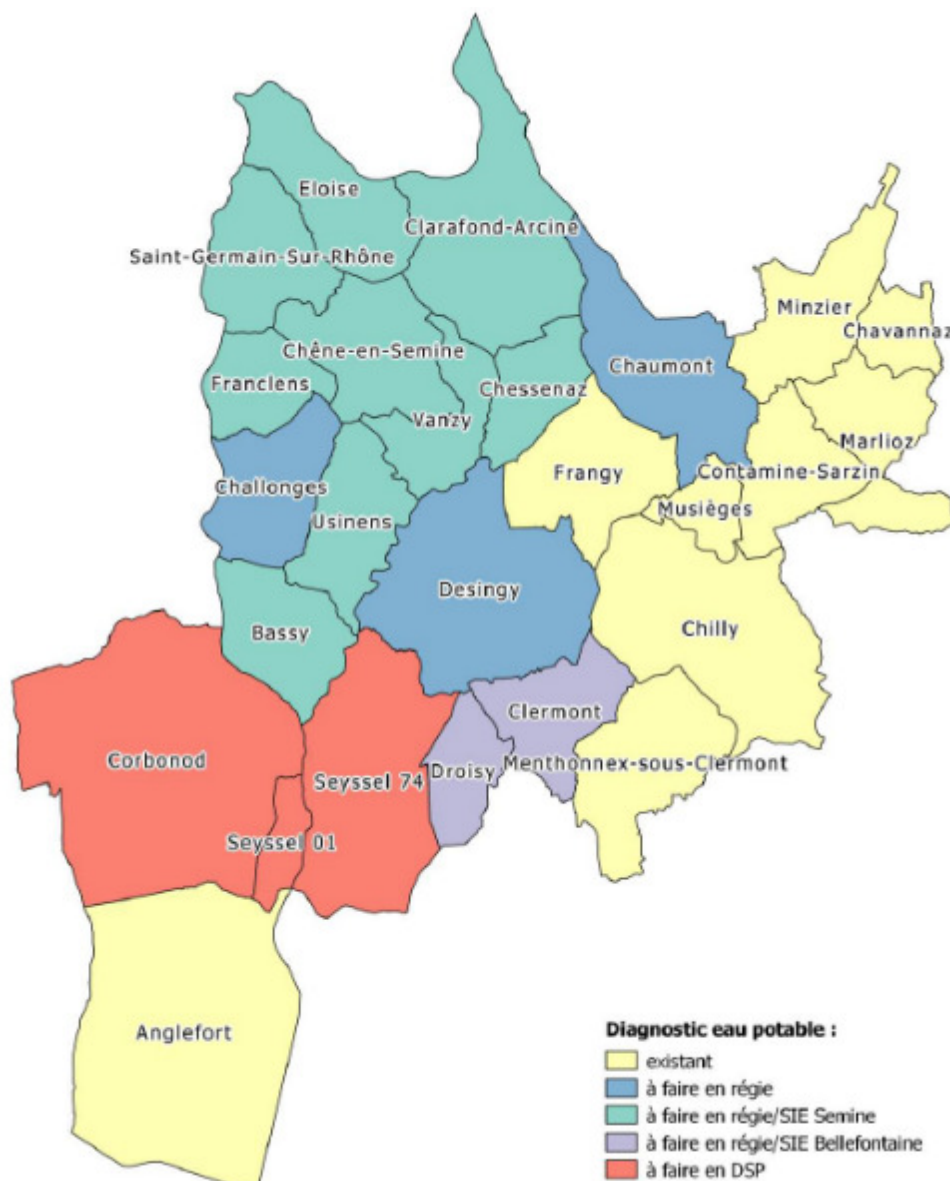 Eloise
Clarafond-Arcine
Saint-Germain-Sur-Rhône
Minzier
Chavannaz
Chêne-en-Semine
Chaumont
Franclens
Chessenaz
Vanzy
Marlioz
Contamine-Sarzin
Frangy
Challonges
Musièges
Usinens
Desingy
Bassy
Chilly
Clermont
Corbonod
Menthonnex-sous-Clermont
Droisy
Seyssel 74
Seyssel 01
Anglefort
Diagnostic eau potable :
existant
à faire en régie
à faire en régie/SIE Semine
à faire en régie/SIE Bellefontaine
à faire en DSP